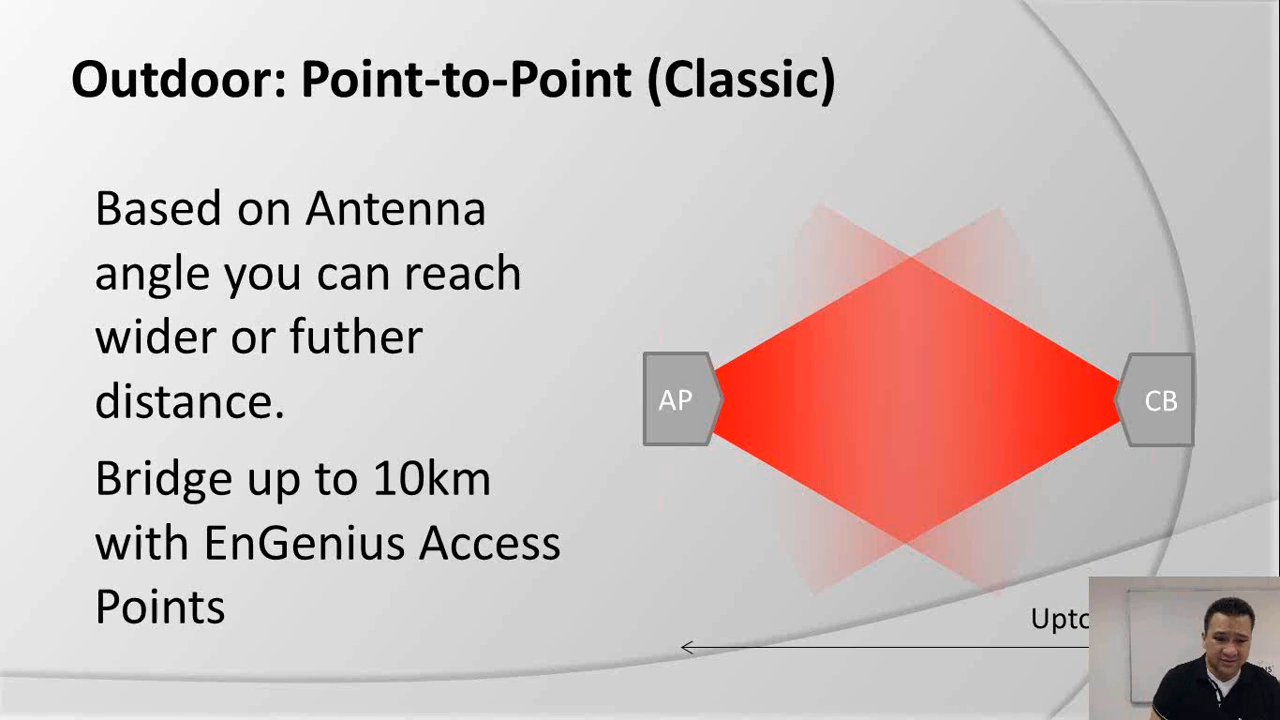 Outdoor: Point-to-Point (Classic)
Based on Antenna
angle you can reach
wider or futher
distance.
Bridge up to 10km
with EnGenius Access
Points
AP
CB